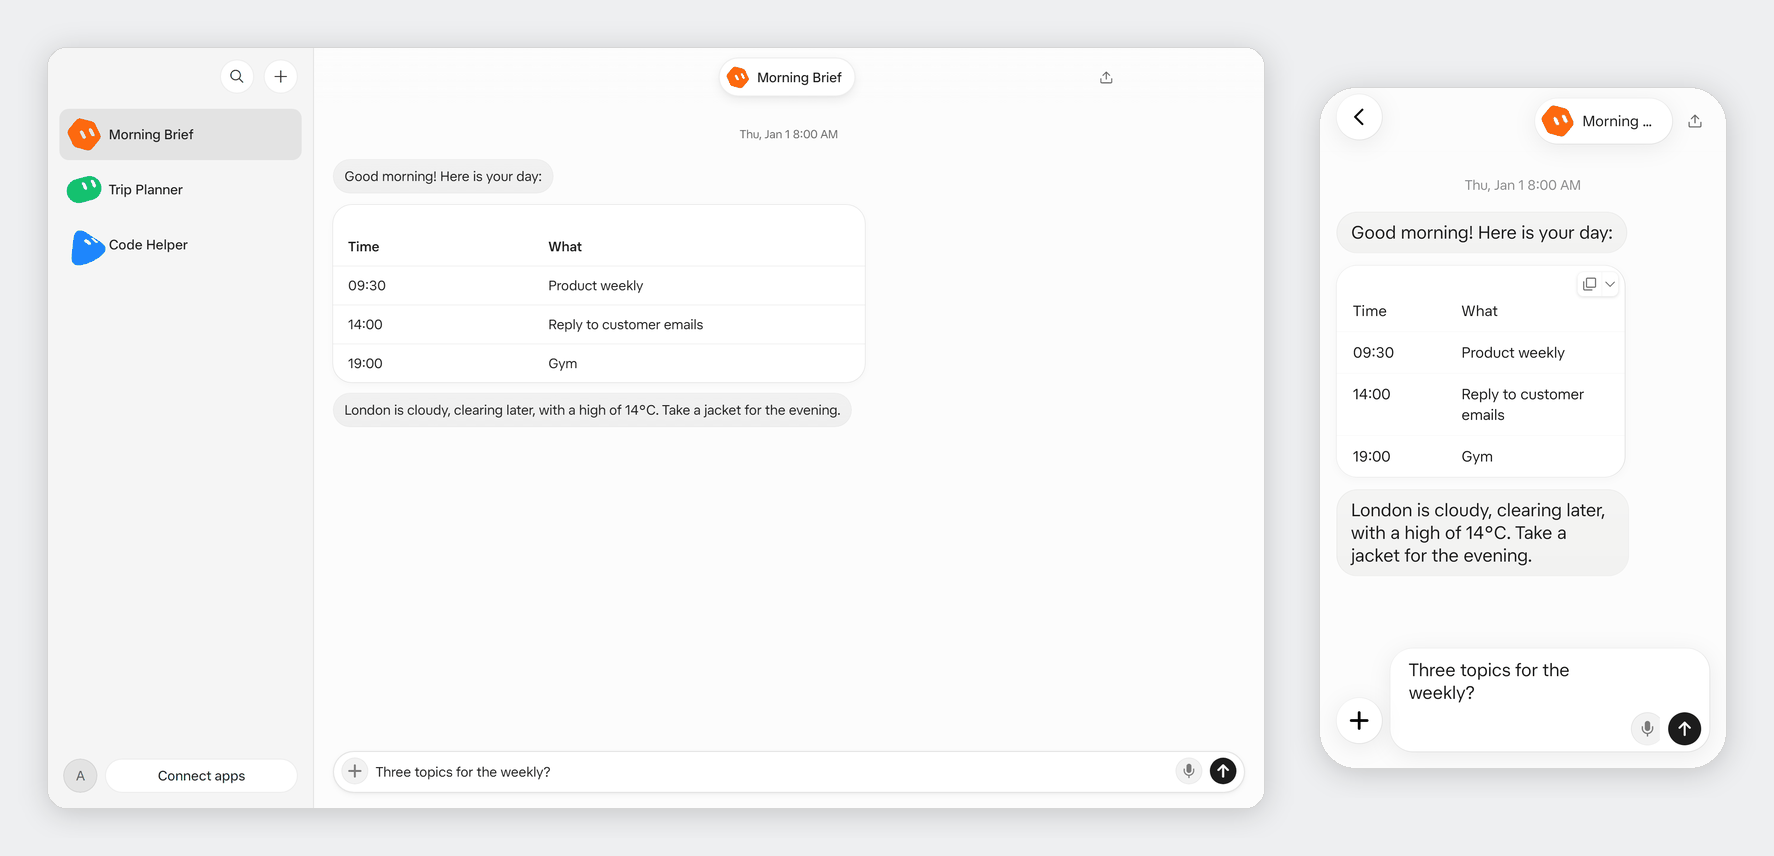 Morning Brief
Trip Planner
Code Helper
A
Connect apps
Morning Brief
Thu, Jan 1 8:00 AM
Good morning! Here is your day:
Time What
09:30 Product weekly
14:00 Reply to customer emails
19:00 Gym
London is cloudy, clearing later, with a high of 14°C. Take a jacket for the evening.
Three topics for the weekly?
Morning ...
Thu, Jan 1 8:00 AM
Good morning! Here is your day:
Time What
09:30 Product weekly
14:00 Reply to customer
emails
19:00 Gym
London is cloudy, clearing later,
with a high of 14°C. Take a
jacket for the evening.
Three topics for the
weekly?